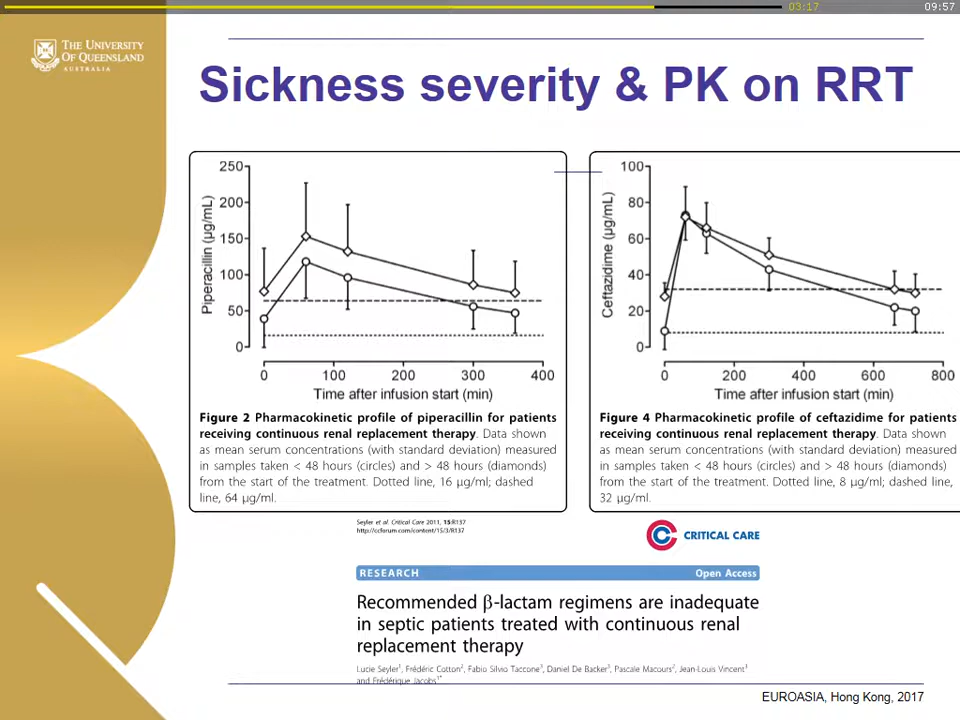 03:17
09:57
THE UNIVERSITY
OF QUEENSLAND
AUSTRALIA
Sickness severity & PK on RRT
250
200
150
100
50
0
Piperacillin (µg/mL)
0 100 200 300 400
Time after infusion start (min)
Figure 2 Pharmacokinetic profile of piperacillin for patients
receiving continuous renal replacement therapy. Data shown
as mean serum concentrations (with standard deviation) measured
in samples taken < 48 hours (circles) and > 48 hours (diamonds)
from the start of the treatment. Dotted line, 16 µg/ml; dashed
line, 64 µg/ml.
100
80
60
40
20
0
Ceftazidime (µg/mL)
0 200 400 600 800
Time after infusion start (min)
Figure 4 Pharmacokinetic profile of ceftazidime for patients
receiving continuous renal replacement therapy. Data shown
as mean serum concentrations (with standard deviation) measured
in samples taken < 48 hours (circles) and > 48 hours (diamonds)
from the start of the treatment. Dotted line, 8 µg/ml; dashed line,
32 µg/ml.
Seyler et al. Critical Care 2011, 15:R137
http://ccforum.com/content/15/3/R137
CRITICAL CARE
RESEARCH Open Access
Recommended β-lactam regimens are inadequate
in septic patients treated with continuous renal
replacement therapy
Lucie Seyler1, Frédéric Cotton2, Fabio Silvio Taccone3, Daniel De Backer3, Pascale Macours2, Jean-Louis Vincent3
and Frédérique Jacobs1*
EUROASIA, Hong Kong, 2017